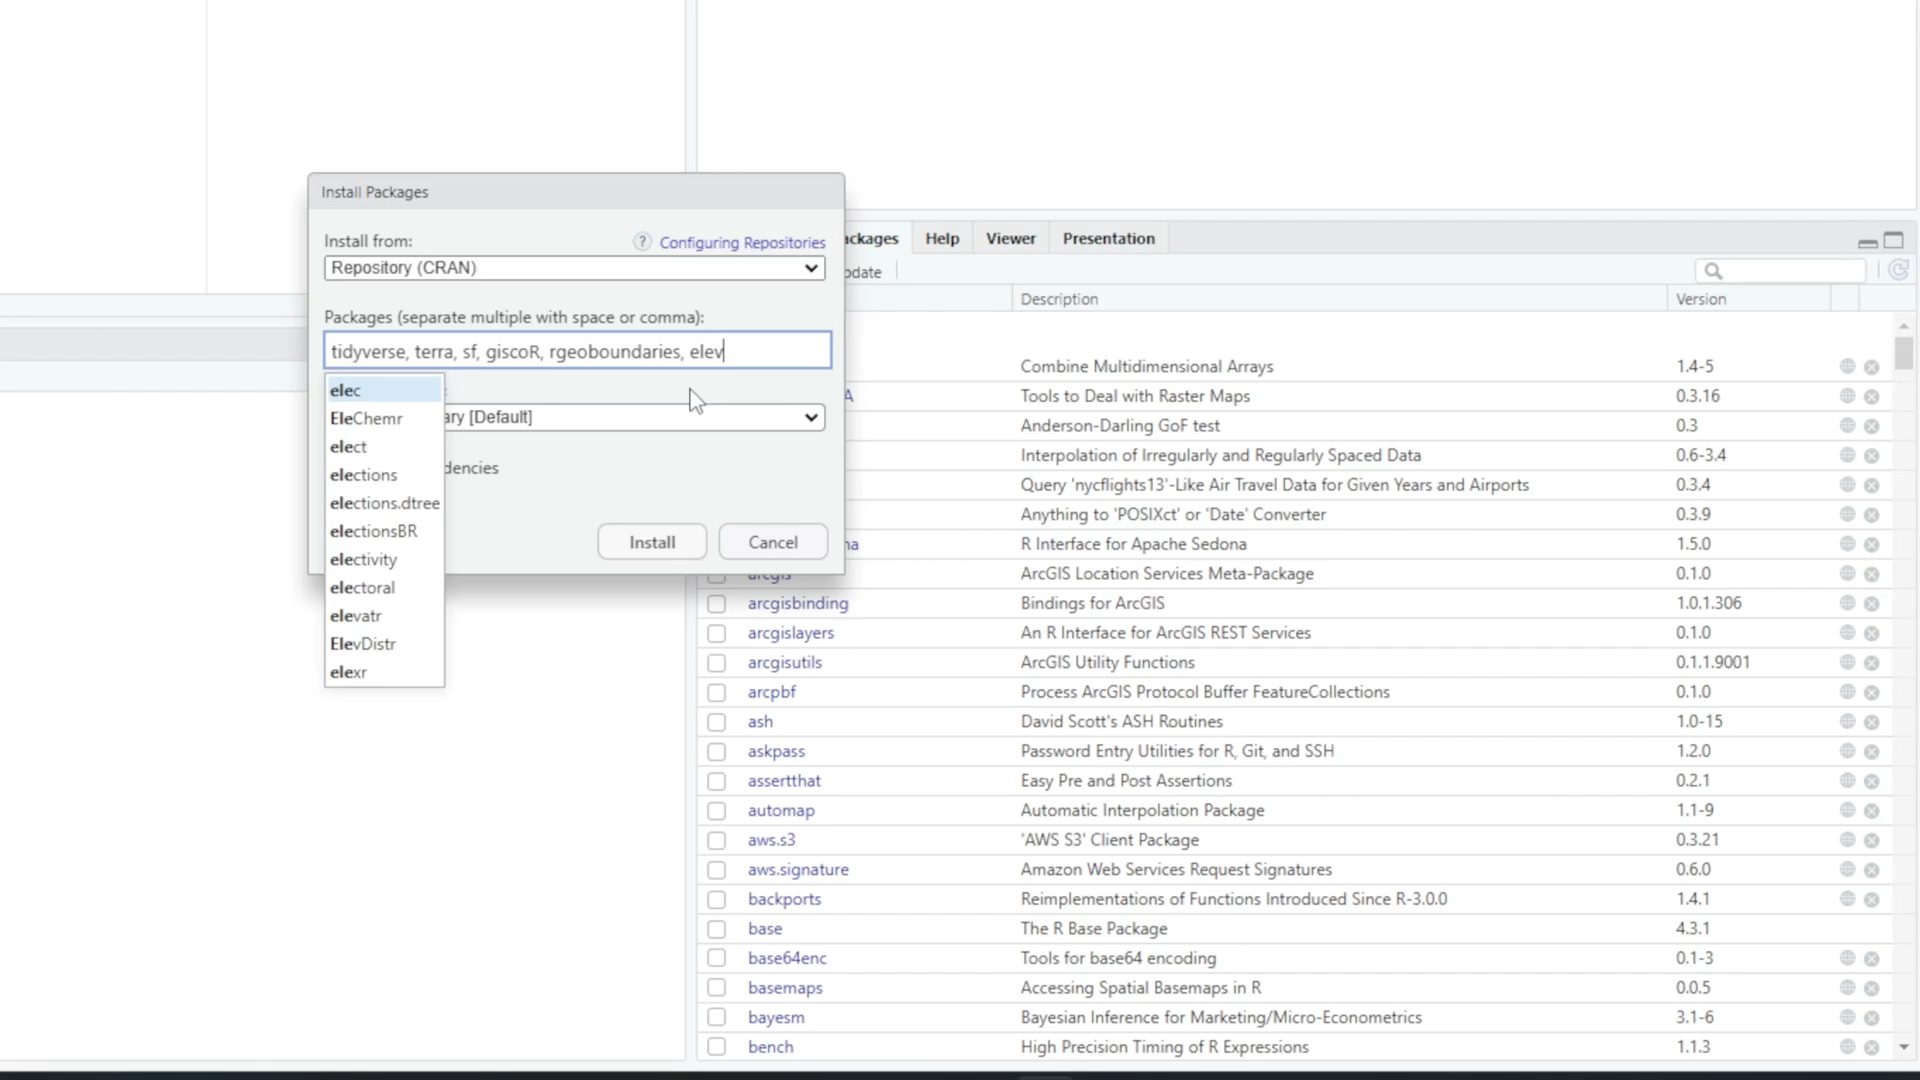 Install Packages
Install from:
? Configuring Repositories
Repository (CRAN)
Packages (separate multiple with space or comma):
tidyverse, terra, sf, giscoR, rgeoboundaries, elev
elec
EleChemr
elect
elections
elections.dtree
electionsBR
electivity
electoral
elevatr
ElevDistr
elexr
ary [Default]
dencies
Install
Cancel
ackages Help Viewer Presentation
pdate
Description Version
Combine Multidimensional Arrays 1.4-5
A Tools to Deal with Raster Maps 0.3.16
Anderson-Darling GoF test 0.3
Interpolation of Irregularly and Regularly Spaced Data 0.6-3.4
Query 'nycflights13'-Like Air Travel Data for Given Years and Airports 0.3.4
Anything to 'POSIXct' or 'Date' Converter 0.3.9
na R Interface for Apache Sedona 1.5.0
arcgis ArcGIS Location Services Meta-Package 0.1.0
arcgisbinding Bindings for ArcGIS 1.0.1.306
arcgislayers An R Interface for ArcGIS REST Services 0.1.0
arcgisutils ArcGIS Utility Functions 0.1.1.9001
arcpbf Process ArcGIS Protocol Buffer FeatureCollections 0.1.0
ash David Scott's ASH Routines 1.0-15
askpass Password Entry Utilities for R, Git, and SSH 1.2.0
assertthat Easy Pre and Post Assertions 0.2.1
automap Automatic Interpolation Package 1.1-9
aws.s3 'AWS S3' Client Package 0.3.21
aws.signature Amazon Web Services Request Signatures 0.6.0
backports Reimplementations of Functions Introduced Since R-3.0.0 1.4.1
base The R Base Package 4.3.1
base64enc Tools for base64 encoding 0.1-3
basemaps Accessing Spatial Basemaps in R 0.0.5
bayesm Bayesian Inference for Marketing/Micro-Econometrics 3.1-6
bench High Precision Timing of R Expressions 1.1.3